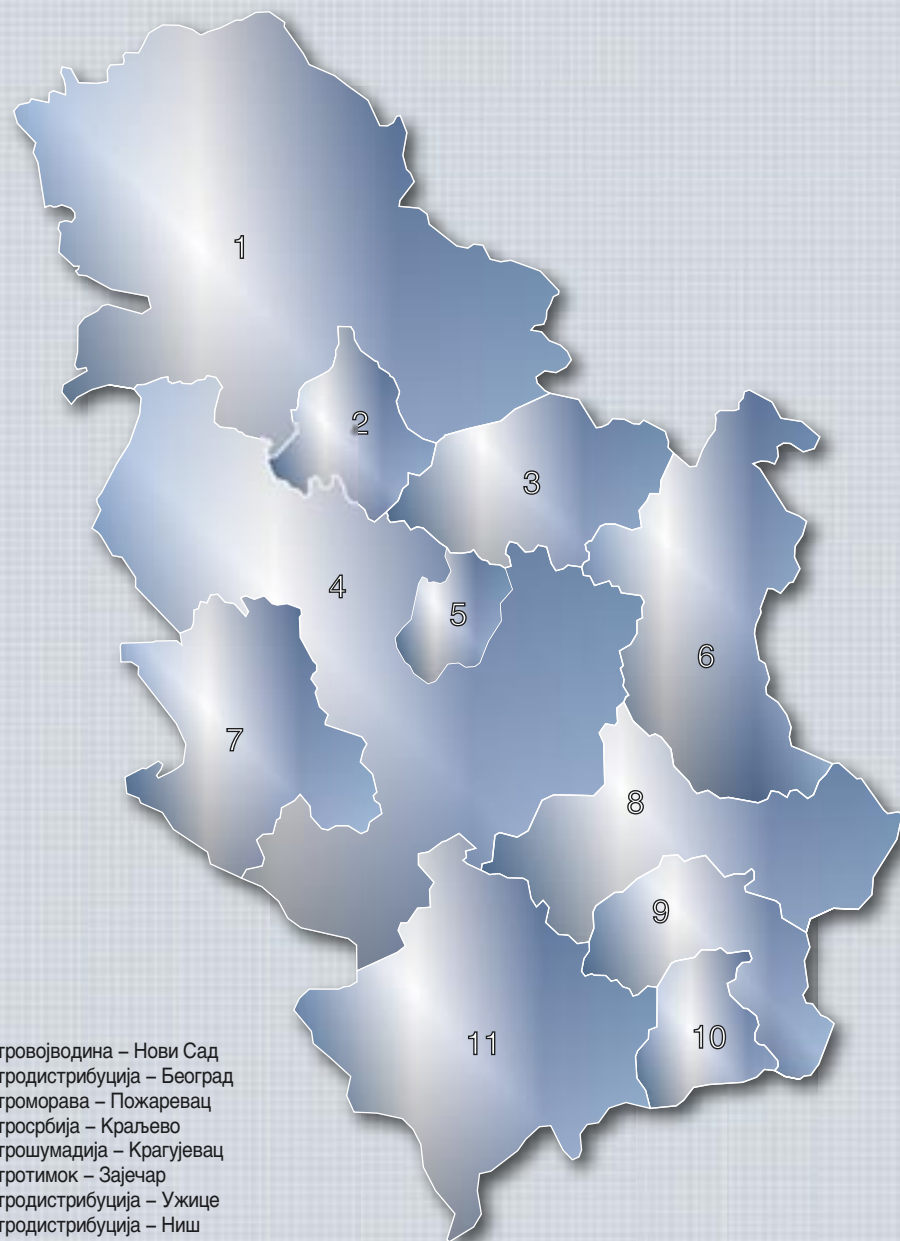 1
2
3
4
5
6
7
8
9
10
11
тровојводина – Нови Сад
тродистрибуција – Београд
троморава – Пожаревац
тросрбија – Краљево
трошумадија – Крагујевац
тротимок – Зајечар
тродистрибуција – Ужице
тродистрибуција – Ниш